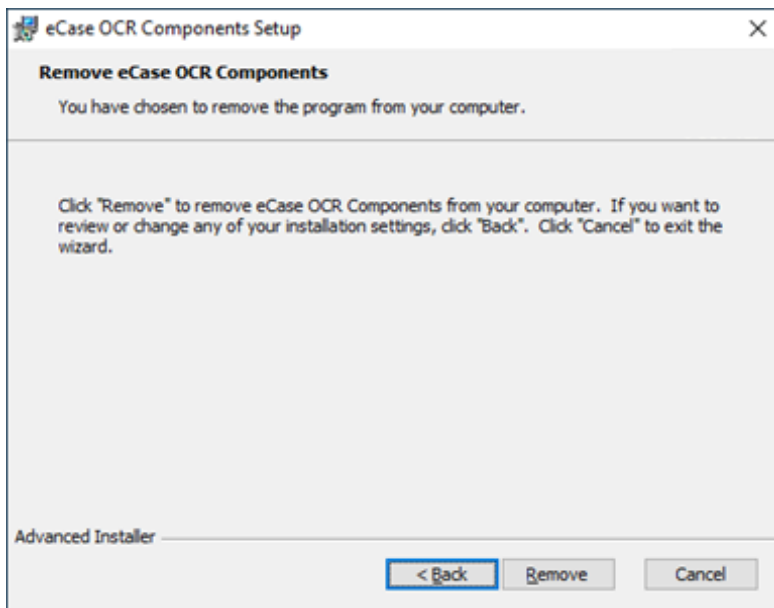 eCase OCR Components Setup
Remove eCase OCR Components
You have chosen to remove the program from your computer.
Click "Remove" to remove eCase OCR Components from your computer. If you want to
review or change any of your installation settings, click "Back". Click "Cancel" to exit the
wizard.
Advanced Installer
< Back Remove Cancel